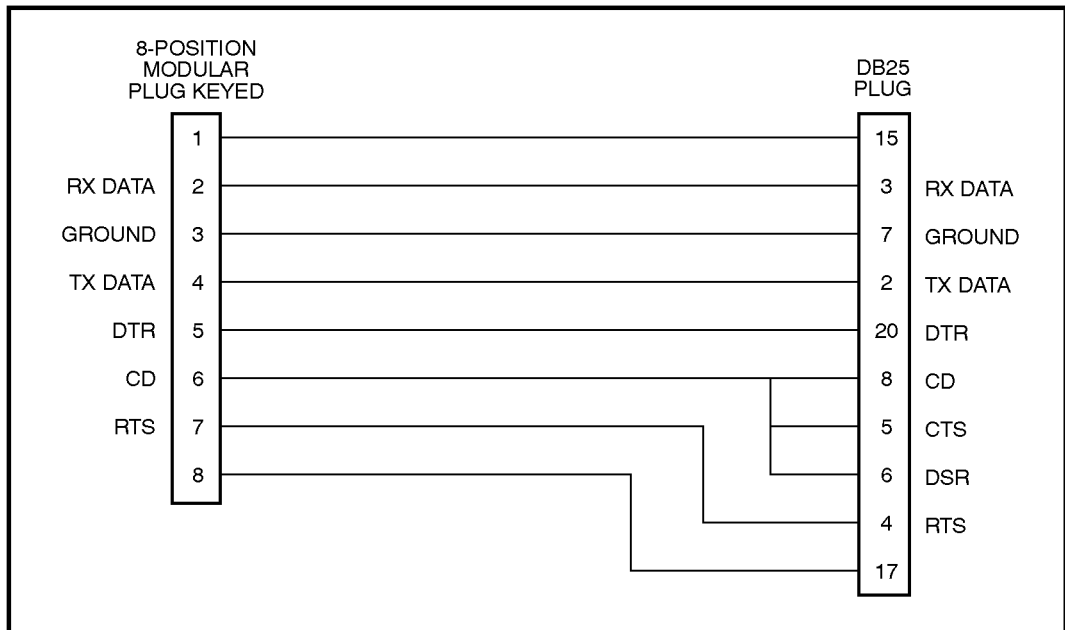 8-POSITION
MODULAR
PLUG KEYED
DB25
PLUG
1 15
RX DATA 2 3 RX DATA
GROUND 3 7 GROUND
TX DATA 4 2 TX DATA
DTR 5 20 DTR
CD 6 8 CD
RTS 7 5 CTS
8 6 DSR
4 RTS
17